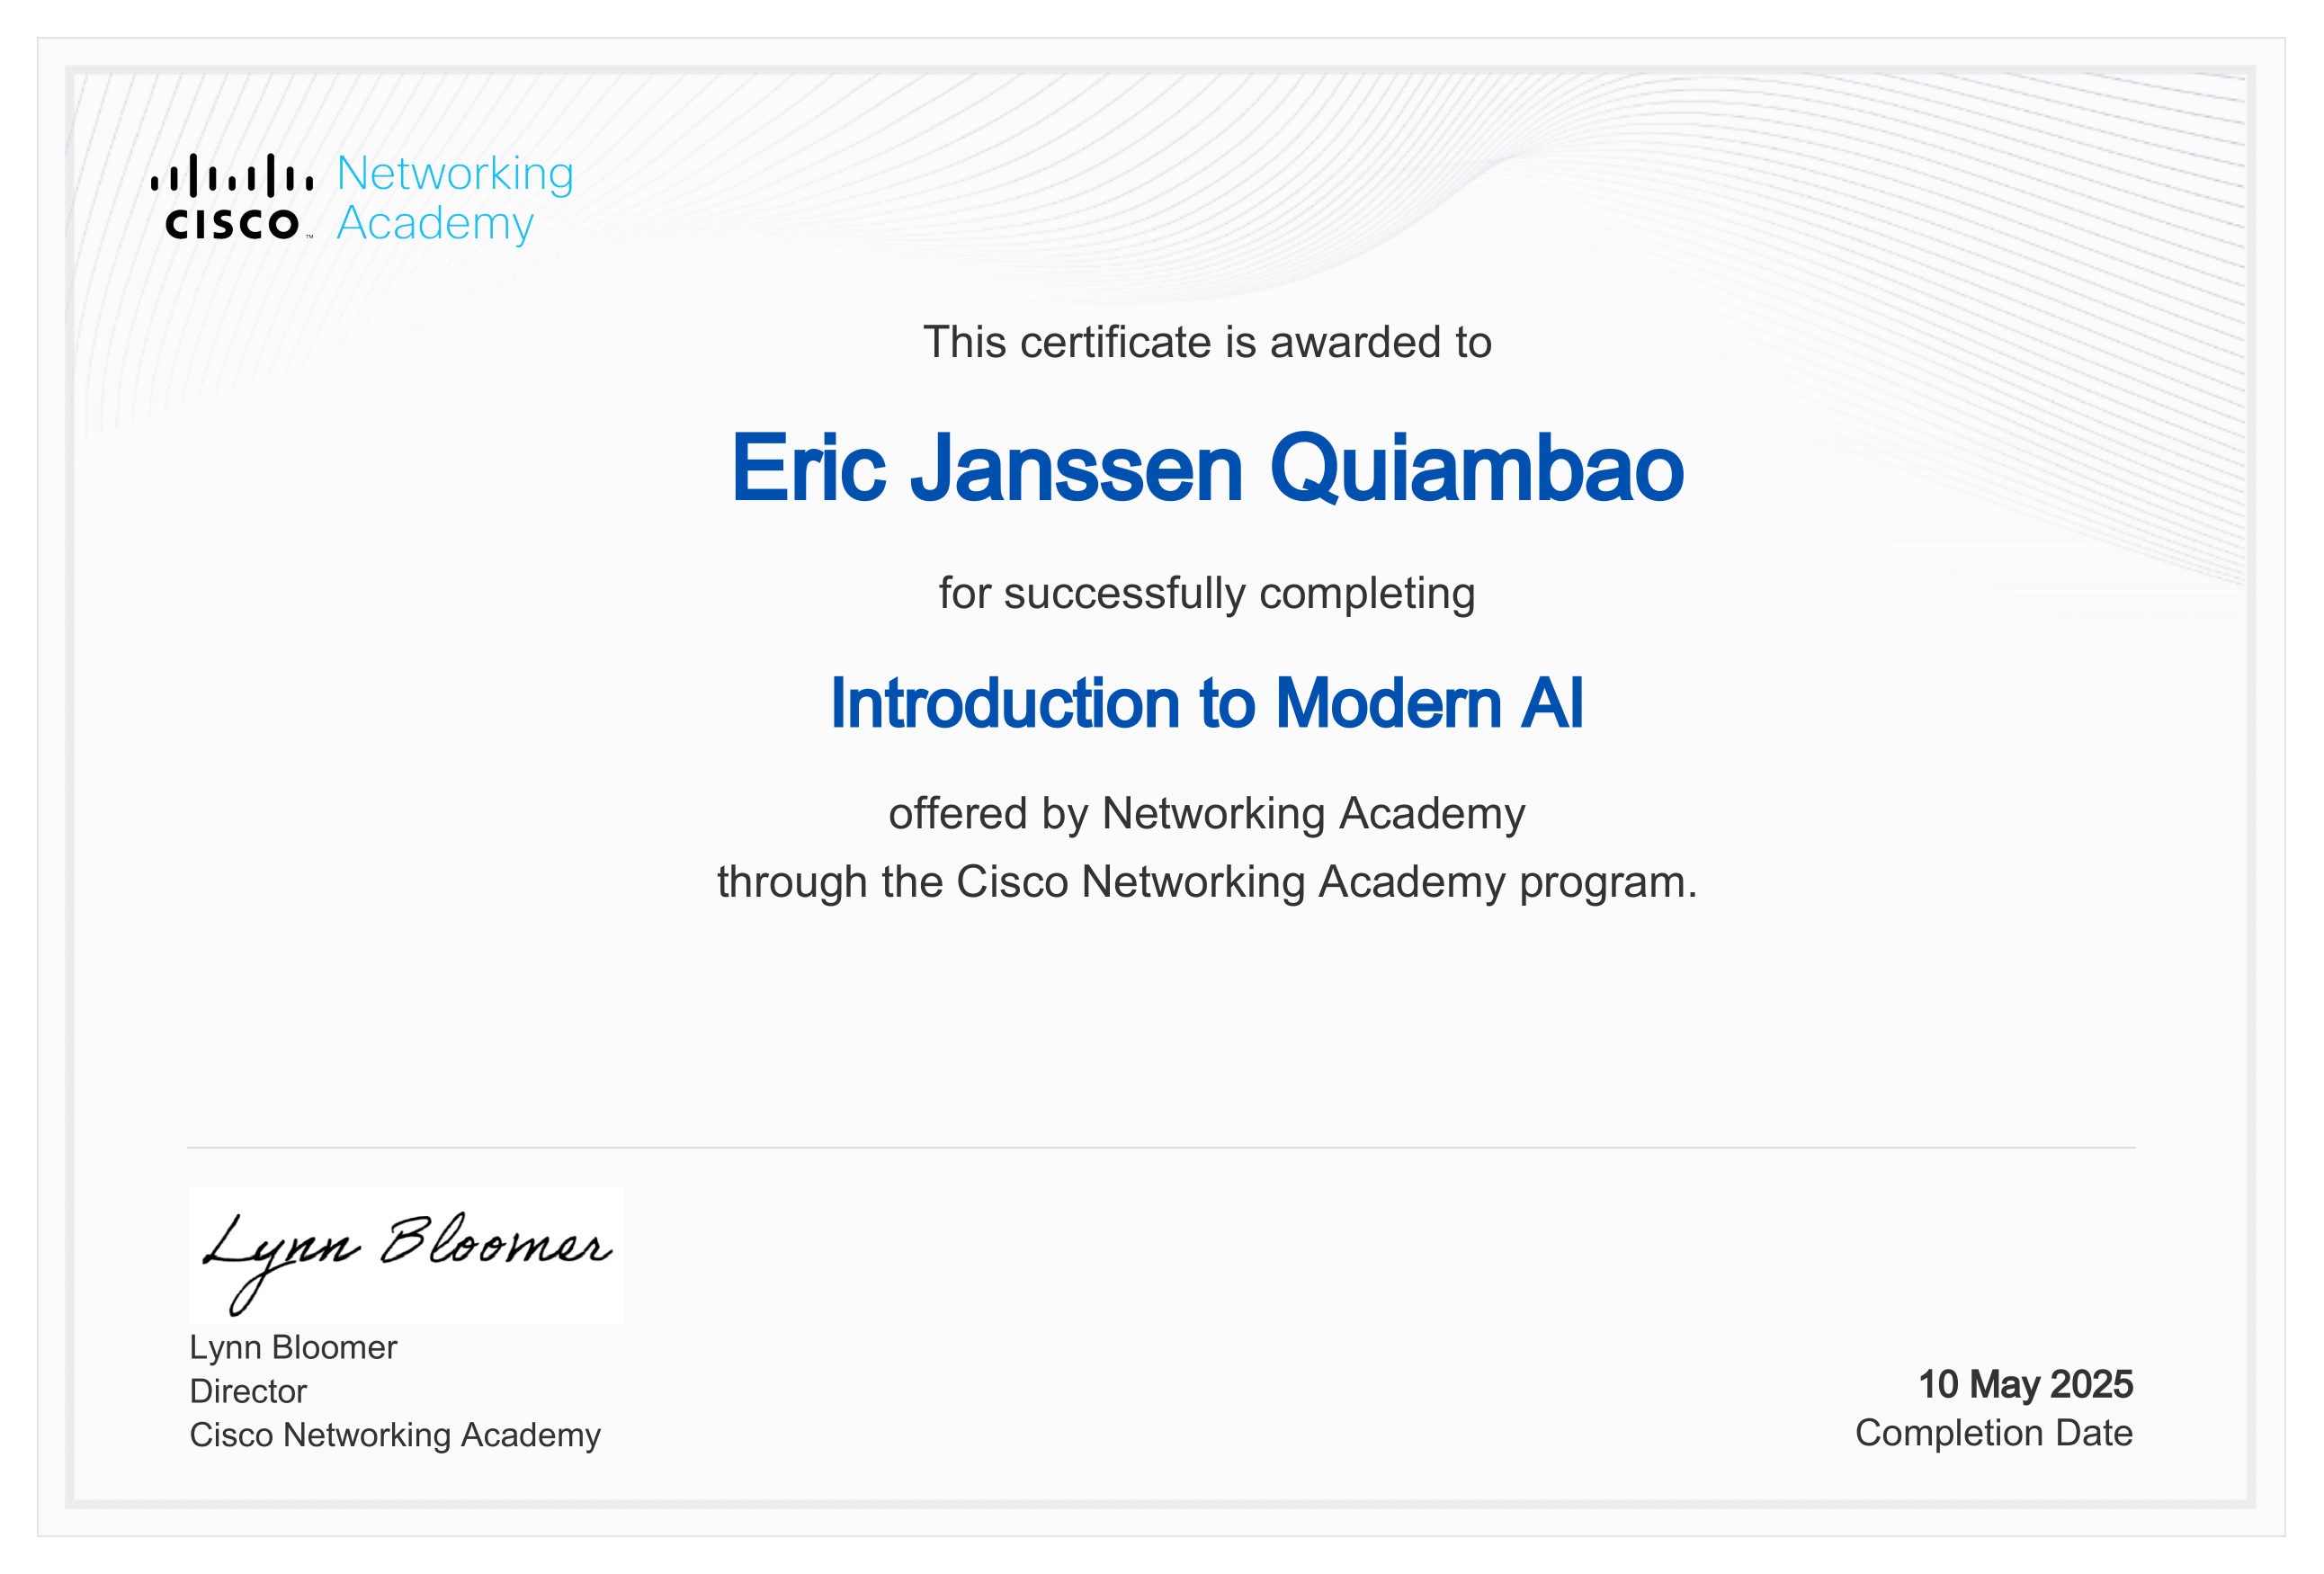 Networking
CISCO™ Academy
This certificate is awarded to
Eric Janssen Quiambao
for successfully completing
Introduction to Modern AI
offered by Networking Academy
through the Cisco Networking Academy program.
Lynn Bloomer
Lynn Bloomer
Director
Cisco Networking Academy
10 May 2025
Completion Date